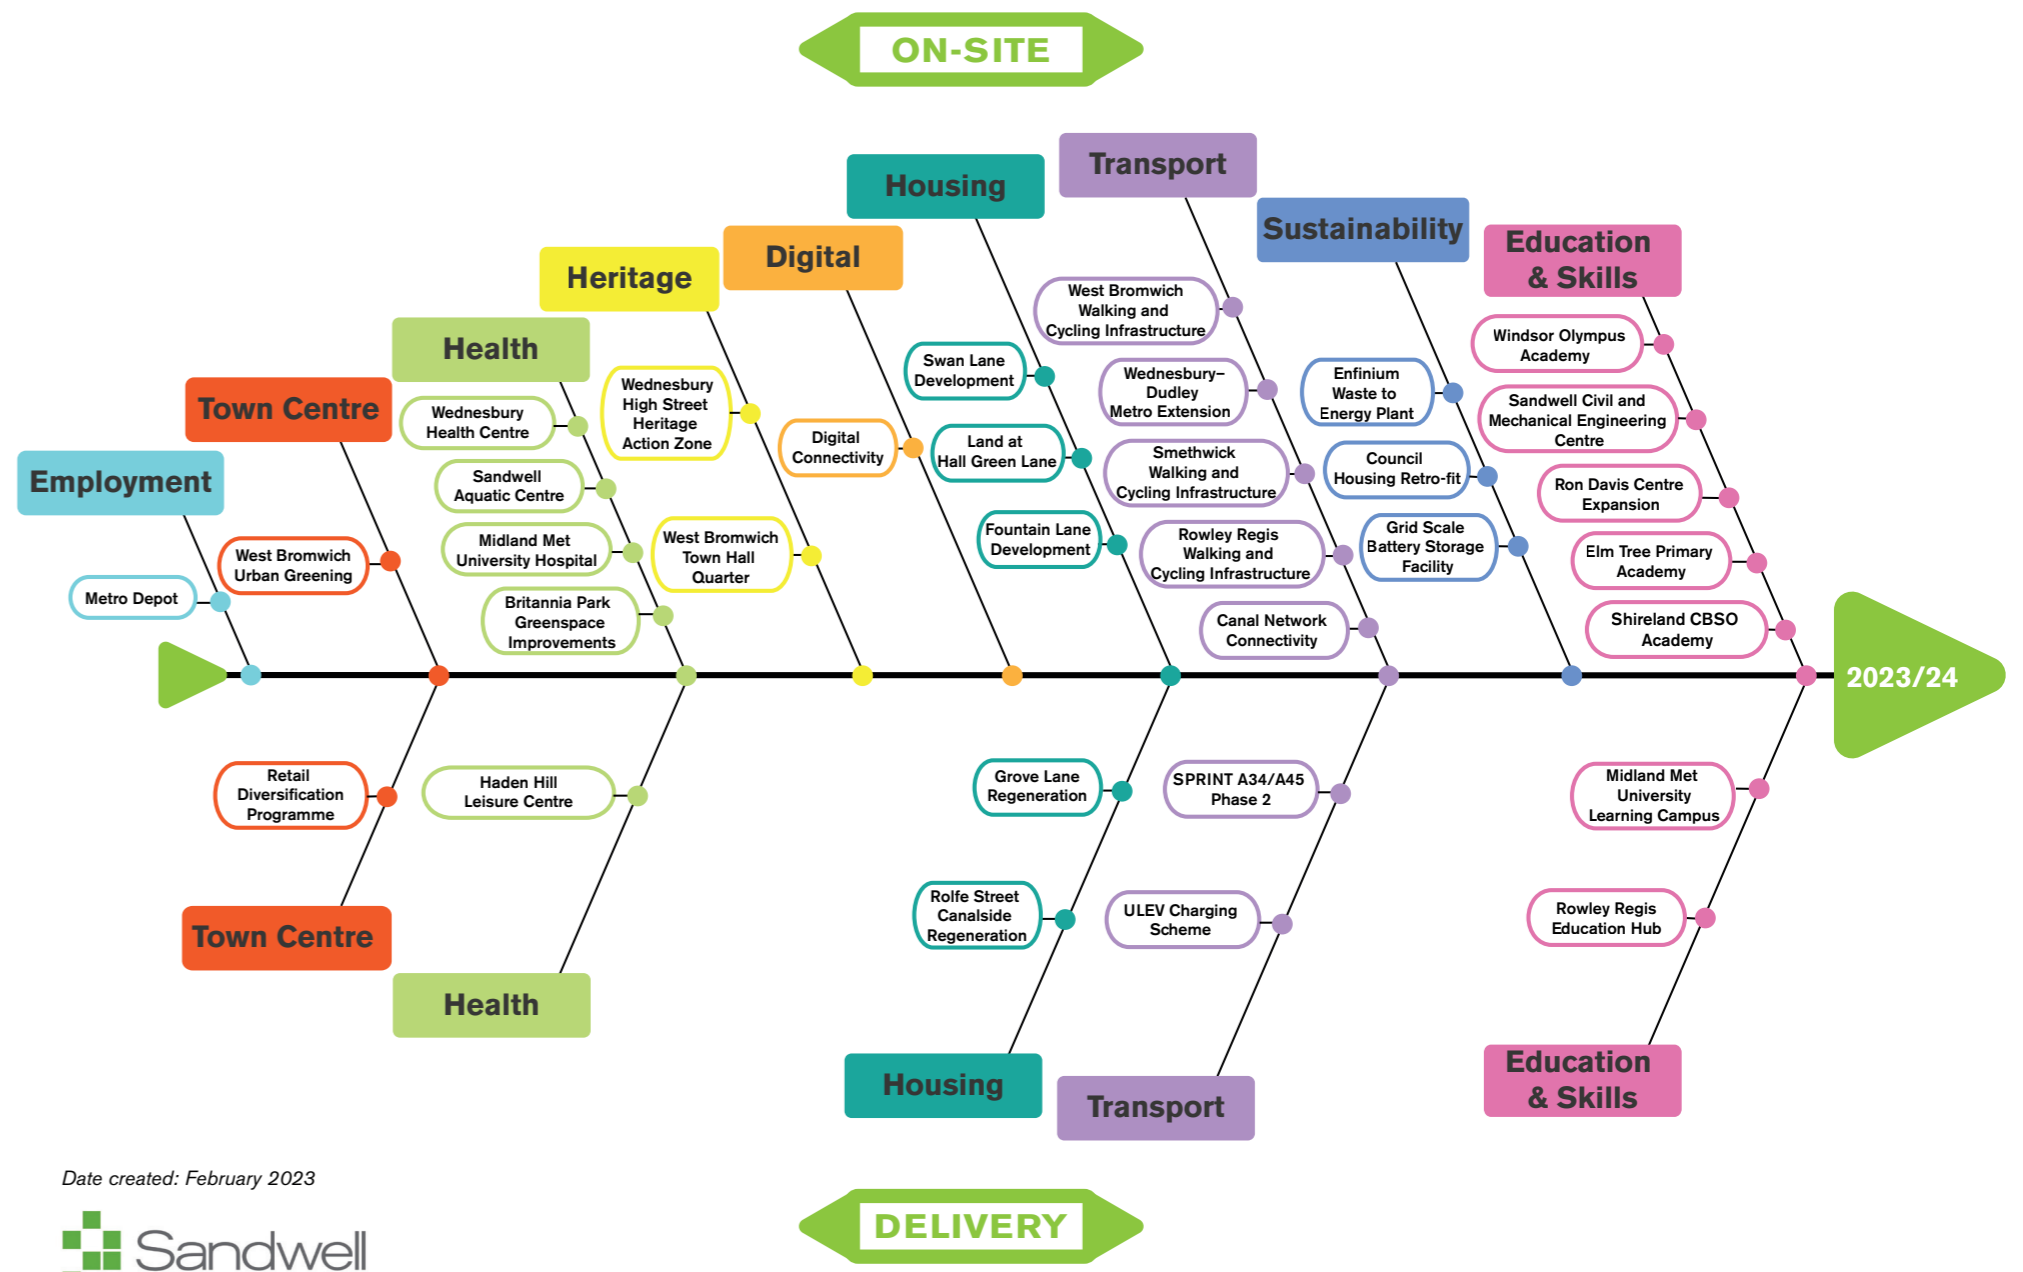 ON-SITE
Employment
Metro Depot
Town Centre
West Bromwich
Urban Greening
Health
Wednesbury
Health Centre
Sandwell
Aquatic Centre
Midland Met
University Hospital
Britannia Park
Greenspace
Improvements
Heritage
Wednesbury
High Street
Heritage
Action Zone
West Bromwich
Town Hall
Quarter
Digital
Digital
Connectivity
Housing
Swan Lane
Development
Land at
Hall Green Lane
Fountain Lane
Development
Transport
West Bromwich
Walking and
Cycling Infrastructure
Wednesbury–
Dudley
Metro Extension
Smethwick
Walking and
Cycling Infrastructure
Rowley Regis
Walking and
Cycling Infrastructure
Canal Network
Connectivity
Sustainability
Enfinium
Waste to
Energy Plant
Council
Housing Retro-fit
Grid Scale
Battery Storage
Facility
Education
& Skills
Windsor Olympus
Academy
Sandwell Civil and
Mechanical Engineering
Centre
Ron Davis Centre
Expansion
Elm Tree Primary
Academy
Shireland CBSO
Academy
2023/24
Retail
Diversification
Programme
Town Centre
Haden Hill
Leisure Centre
Health
Grove Lane
Regeneration
Rolfe Street
Canalside
Regeneration
Housing
SPRINT A34/A45
Phase 2
ULEV Charging
Scheme
Transport
Midland Met
University
Learning Campus
Rowley Regis
Education Hub
Education
& Skills
Date created: February 2023
Sandwell
DELIVERY